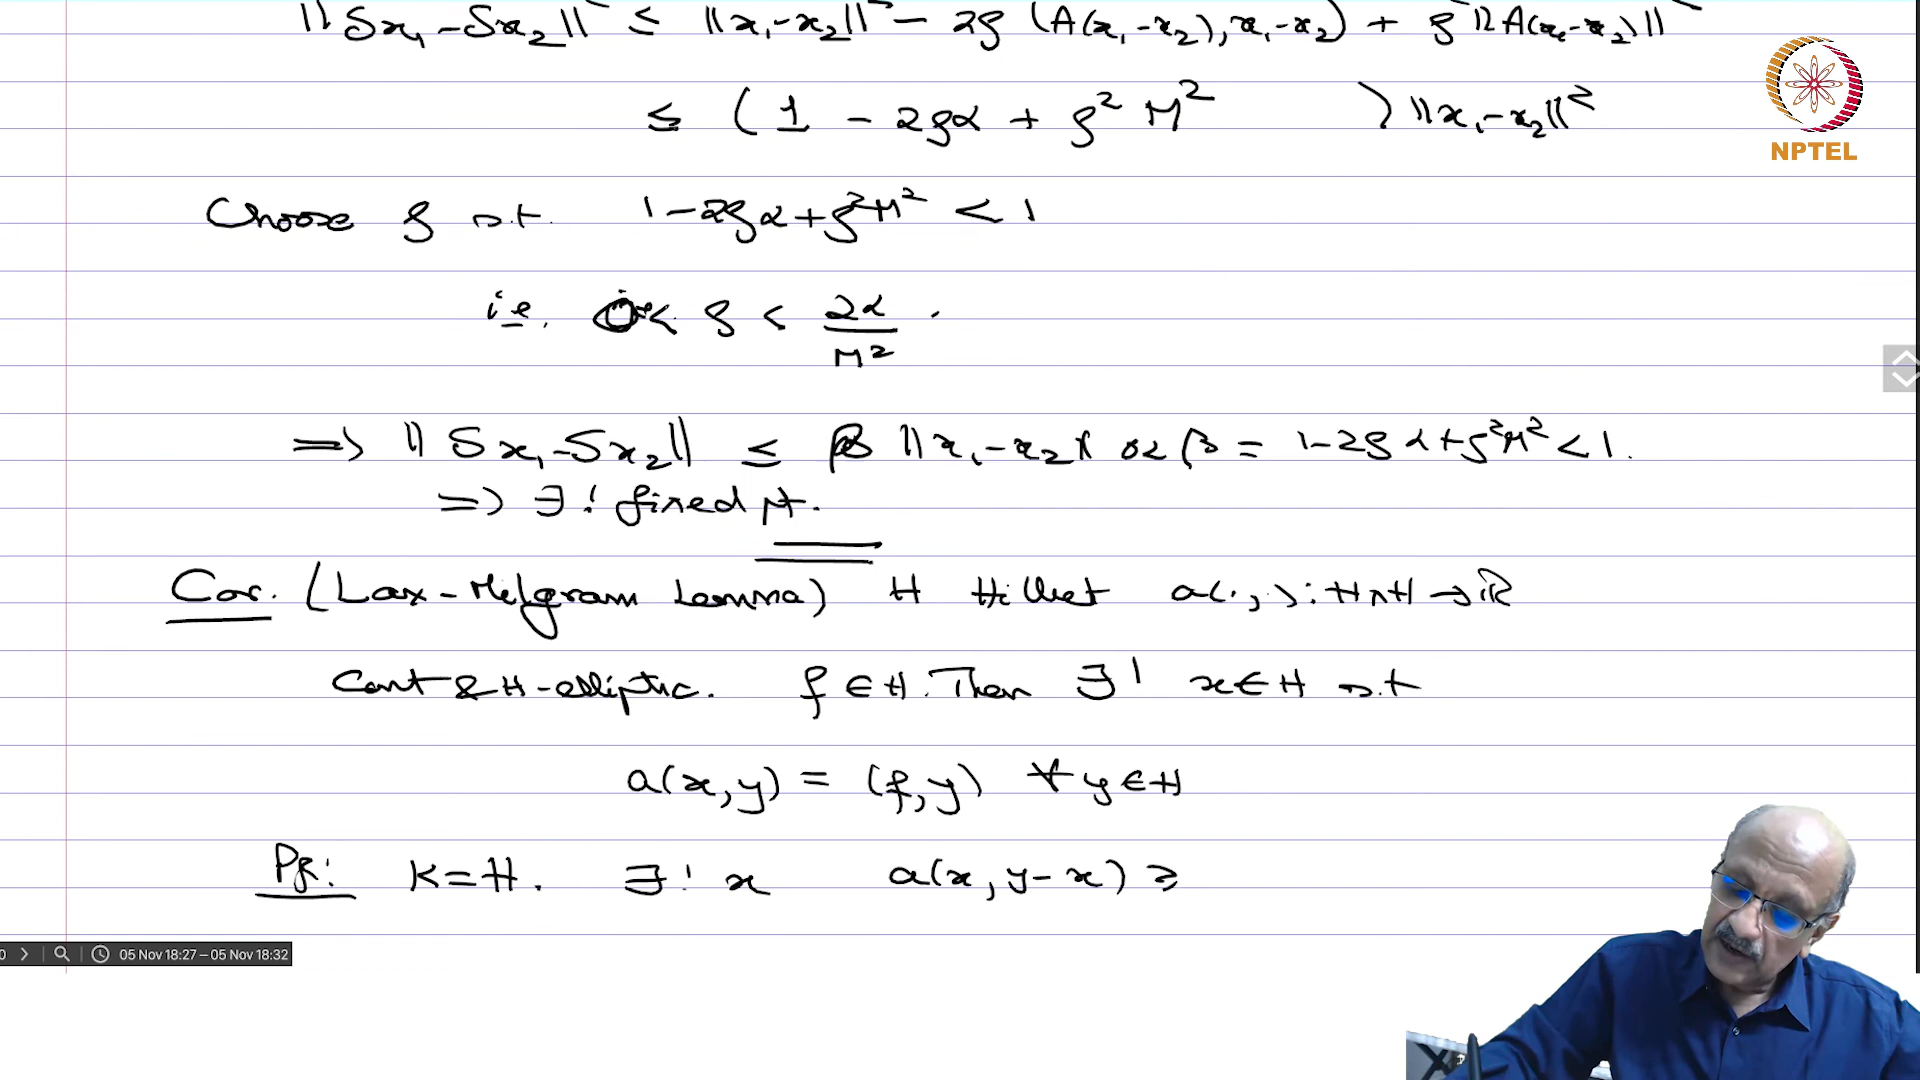 ‖Sx₁-Sx₂‖² ≤ ‖x₁-x₂‖² - 2ρ (A(x₁-x₂), x₁-x₂) + ρ²‖A(x₁-x₂)‖²
≤ (1 - 2ρα + ρ² M²) ‖x₁-x₂‖²
NPTEL
Choose ρ s.t. 1-2ρα+ρ²M² < 1
i.e. 0 < ρ < 2α/M².
⇒ ‖Sx₁-Sx₂‖ ≤ β ‖x₁-x₂‖ 0< β = 1-2ρα+ρ²M² < 1.
⇒ ∃! fixed pt.
Cor. (Lax-Milgram Lemma) H Hilbert a(·,·): H×H → ℝ
Cont & H-elliptic. f ∈ H. Then ∃! x ∈ H s.t
a(x,y) = (f,y) ∀ y ∈ H
Pf: K = H. ∃! x a(x, y-x) ≥
0 05 Nov 18:27 – 05 Nov 18:32